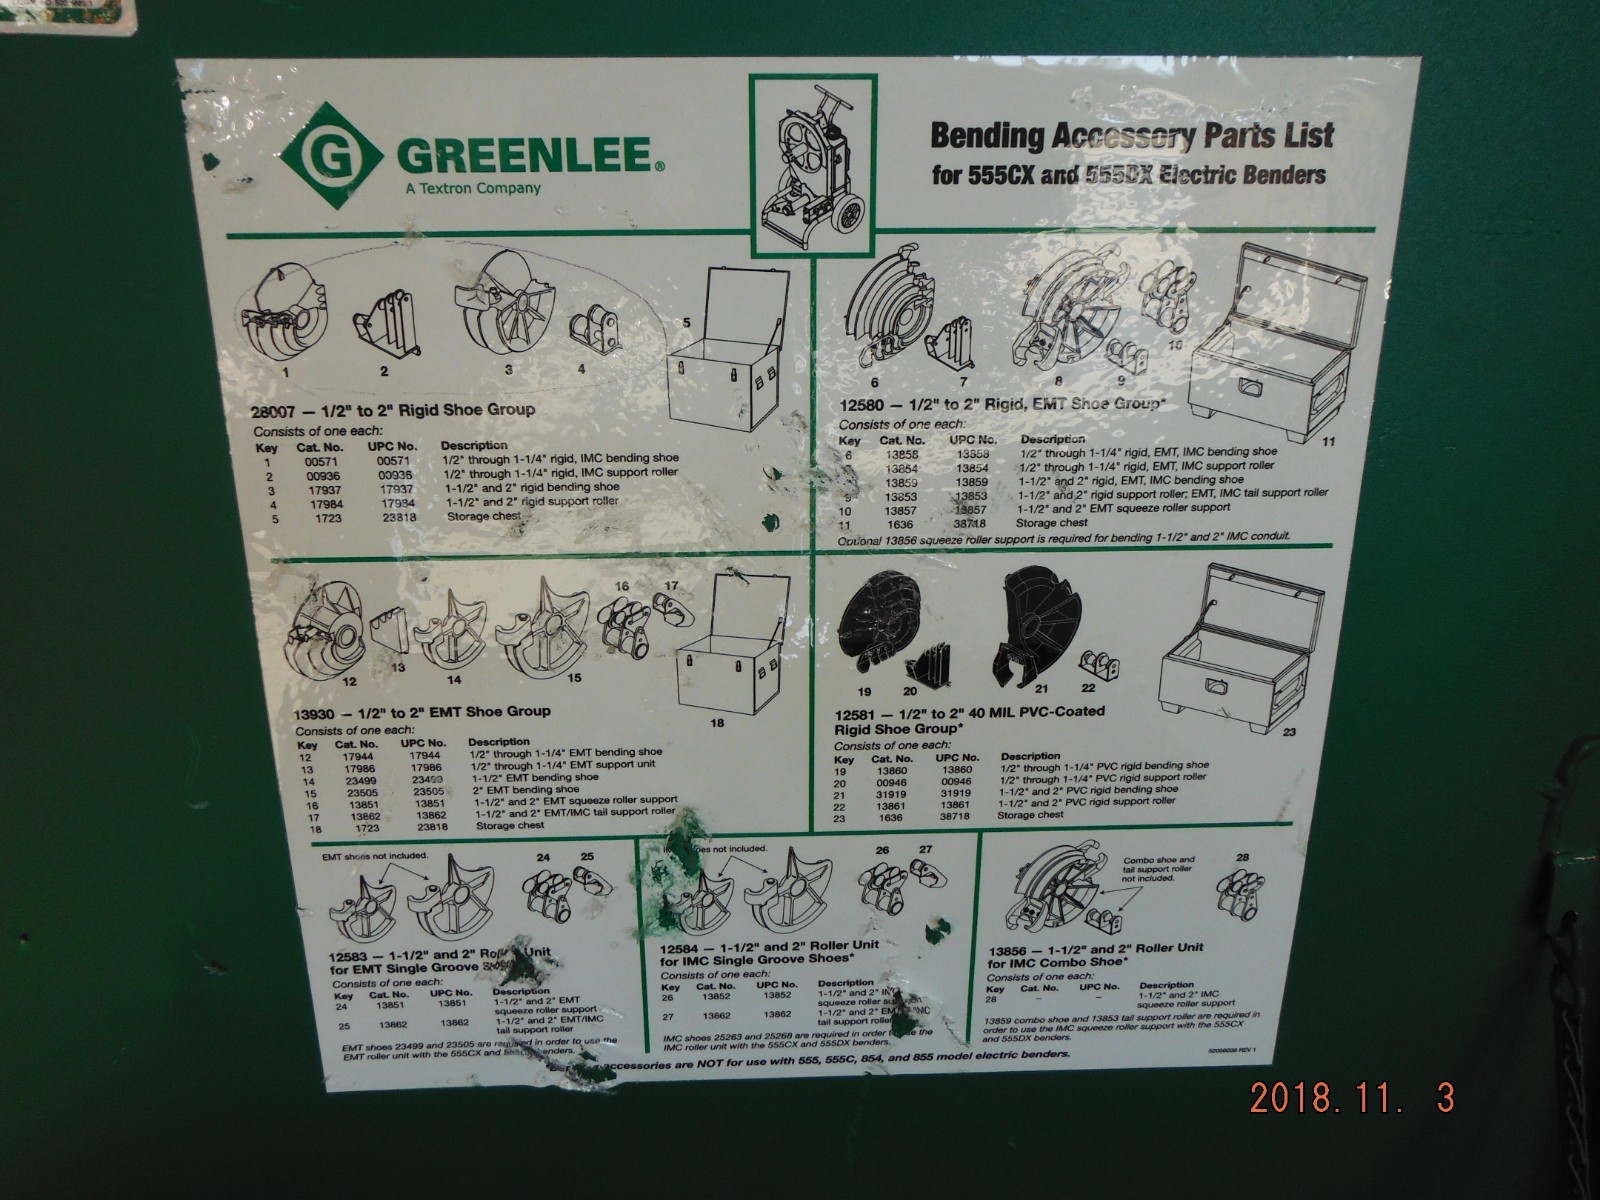 GREENLEE®
A Textron Company
Bending Accessory Parts List
for 555CX and 555DX Electric Benders
1 2 3 4 5
28007 – 1/2" to 2" Rigid Shoe Group
Consists of one each:
Key Cat. No. UPC No. Description
1 00571 00571 1/2" through 1-1/4" rigid, IMC bending shoe
2 00936 00936 1/2" through 1-1/4" rigid, IMC support roller
3 17937 17937 1-1/2" and 2" rigid bending shoe
4 17984 17984 1-1/2" and 2" rigid support roller
5 1723 23818 Storage chest
6 7 8 9 10 11
12580 – 1/2" to 2" Rigid, EMT Shoe Group*
Consists of one each:
Key Cat. No. UPC No. Description
6 13858 13858 1/2" through 1-1/4" rigid, EMT, IMC bending shoe
13854 13854 1/2" through 1-1/4" rigid, EMT, IMC support roller
13859 13859 1-1/2" and 2" rigid, EMT, IMC bending shoe
9 13853 13853 1-1/2" and 2" rigid support roller; EMT, IMC tail support roller
10 13857 13857 1-1/2" and 2" EMT squeeze roller support
11 1636 38718 Storage chest
Optional 13856 squeeze roller support is required for bending 1-1/2" and 2" IMC conduit.
12 13 14 15 16 17 18
13930 – 1/2" to 2" EMT Shoe Group
Consists of one each:
Key Cat. No. UPC No. Description
12 17944 17944 1/2" through 1-1/4" EMT bending shoe
13 17986 17986 1/2" through 1-1/4" EMT support unit
14 23499 23499 1-1/2" EMT bending shoe
15 23505 23505 2" EMT bending shoe
16 13851 13851 1-1/2" and 2" EMT squeeze roller support
17 13862 13862 1-1/2" and 2" EMT/IMC tail support roller
18 1723 23818 Storage chest
19 20 21 22 23
12581 – 1/2" to 2" 40 MIL PVC-Coated
Rigid Shoe Group*
Consists of one each:
Key Cat. No. UPC No. Description
19 13860 13860 1/2" through 1-1/4" PVC rigid bending shoe
20 00946 00946 1/2" through 1-1/4" PVC rigid support roller
21 31919 31919 1-1/2" and 2" PVC rigid bending shoe
22 13861 13861 1-1/2" and 2" PVC rigid support roller
23 1636 38718 Storage chest
EMT shoes not included.
24 25
12583 – 1-1/2" and 2" Roller Unit
for EMT Single Groove
Consists of one each:
Key Cat. No. UPC No. Description
24 13851 13851 1-1/2" and 2" EMT
squeeze roller support
25 13862 13862 1-1/2" and 2" EMT/IMC
tail support roller
EMT shoes 23499 and 23505 are required in order to use the
EMT roller unit with the 555CX and benders.
not included.
26 27
12584 – 1-1/2" and 2" Roller Unit
for IMC Single Groove Shoes*
Consists of one each:
Key Cat. No. UPC No. Description
26 13852 13852 1-1/2" and 2" IMC
squeeze roller support
27 13862 13862 1-1/2" and 2" EMT/IMC
tail support roller
IMC shoes 25263 and 25268 are required in order to use the
IMC roller unit with the 555CX and 555DX benders.
Combo shoe and
tail support roller
not included.
28
13856 – 1-1/2" and 2" Roller Unit
for IMC Combo Shoe*
Consists of one each:
Key Cat. No. UPC No. Description
28 – – 1-1/2" and 2" IMC
squeeze roller support
13859 combo shoe and 13853 tail support roller are required in
order to use the IMC squeeze roller support with the 555CX
and 555DX benders.
accessories are NOT for use with 555, 555C, 854, and 855 model electric benders.
REV 1
2018.11. 3